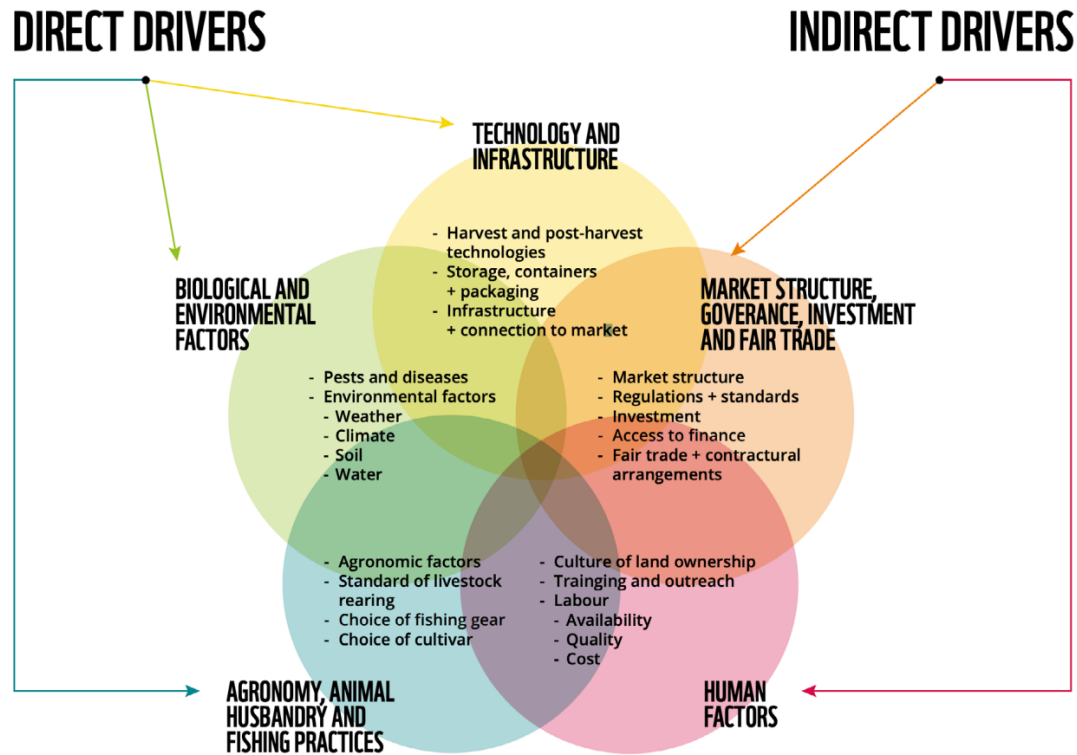 DIRECT DRIVERS
INDIRECT DRIVERS
TECHNOLOGY AND
INFRASTRUCTURE
- Harvest and post-harvest
technologies
- Storage, containers
+ packaging
- Infrastructure
+ connection to market
BIOLOGICAL AND
ENVIRONMENTAL
FACTORS
- Pests and diseases
- Environmental factors
- Weather
- Climate
- Soil
- Water
MARKET STRUCTURE,
GOVERANCE, INVESTMENT
AND FAIR TRADE
- Market structure
- Regulations + standards
- Investment
- Access to finance
- Fair trade + contractural
arrangements
- Agronomic factors
- Standard of livestock
rearing
- Choice of fishing gear
- Choice of cultivar
AGRONOMY, ANIMAL
HUSBANDRY AND
FISHING PRACTICES
- Culture of land ownership
- Trainging and outreach
- Labour
- Availability
- Quality
- Cost
HUMAN
FACTORS